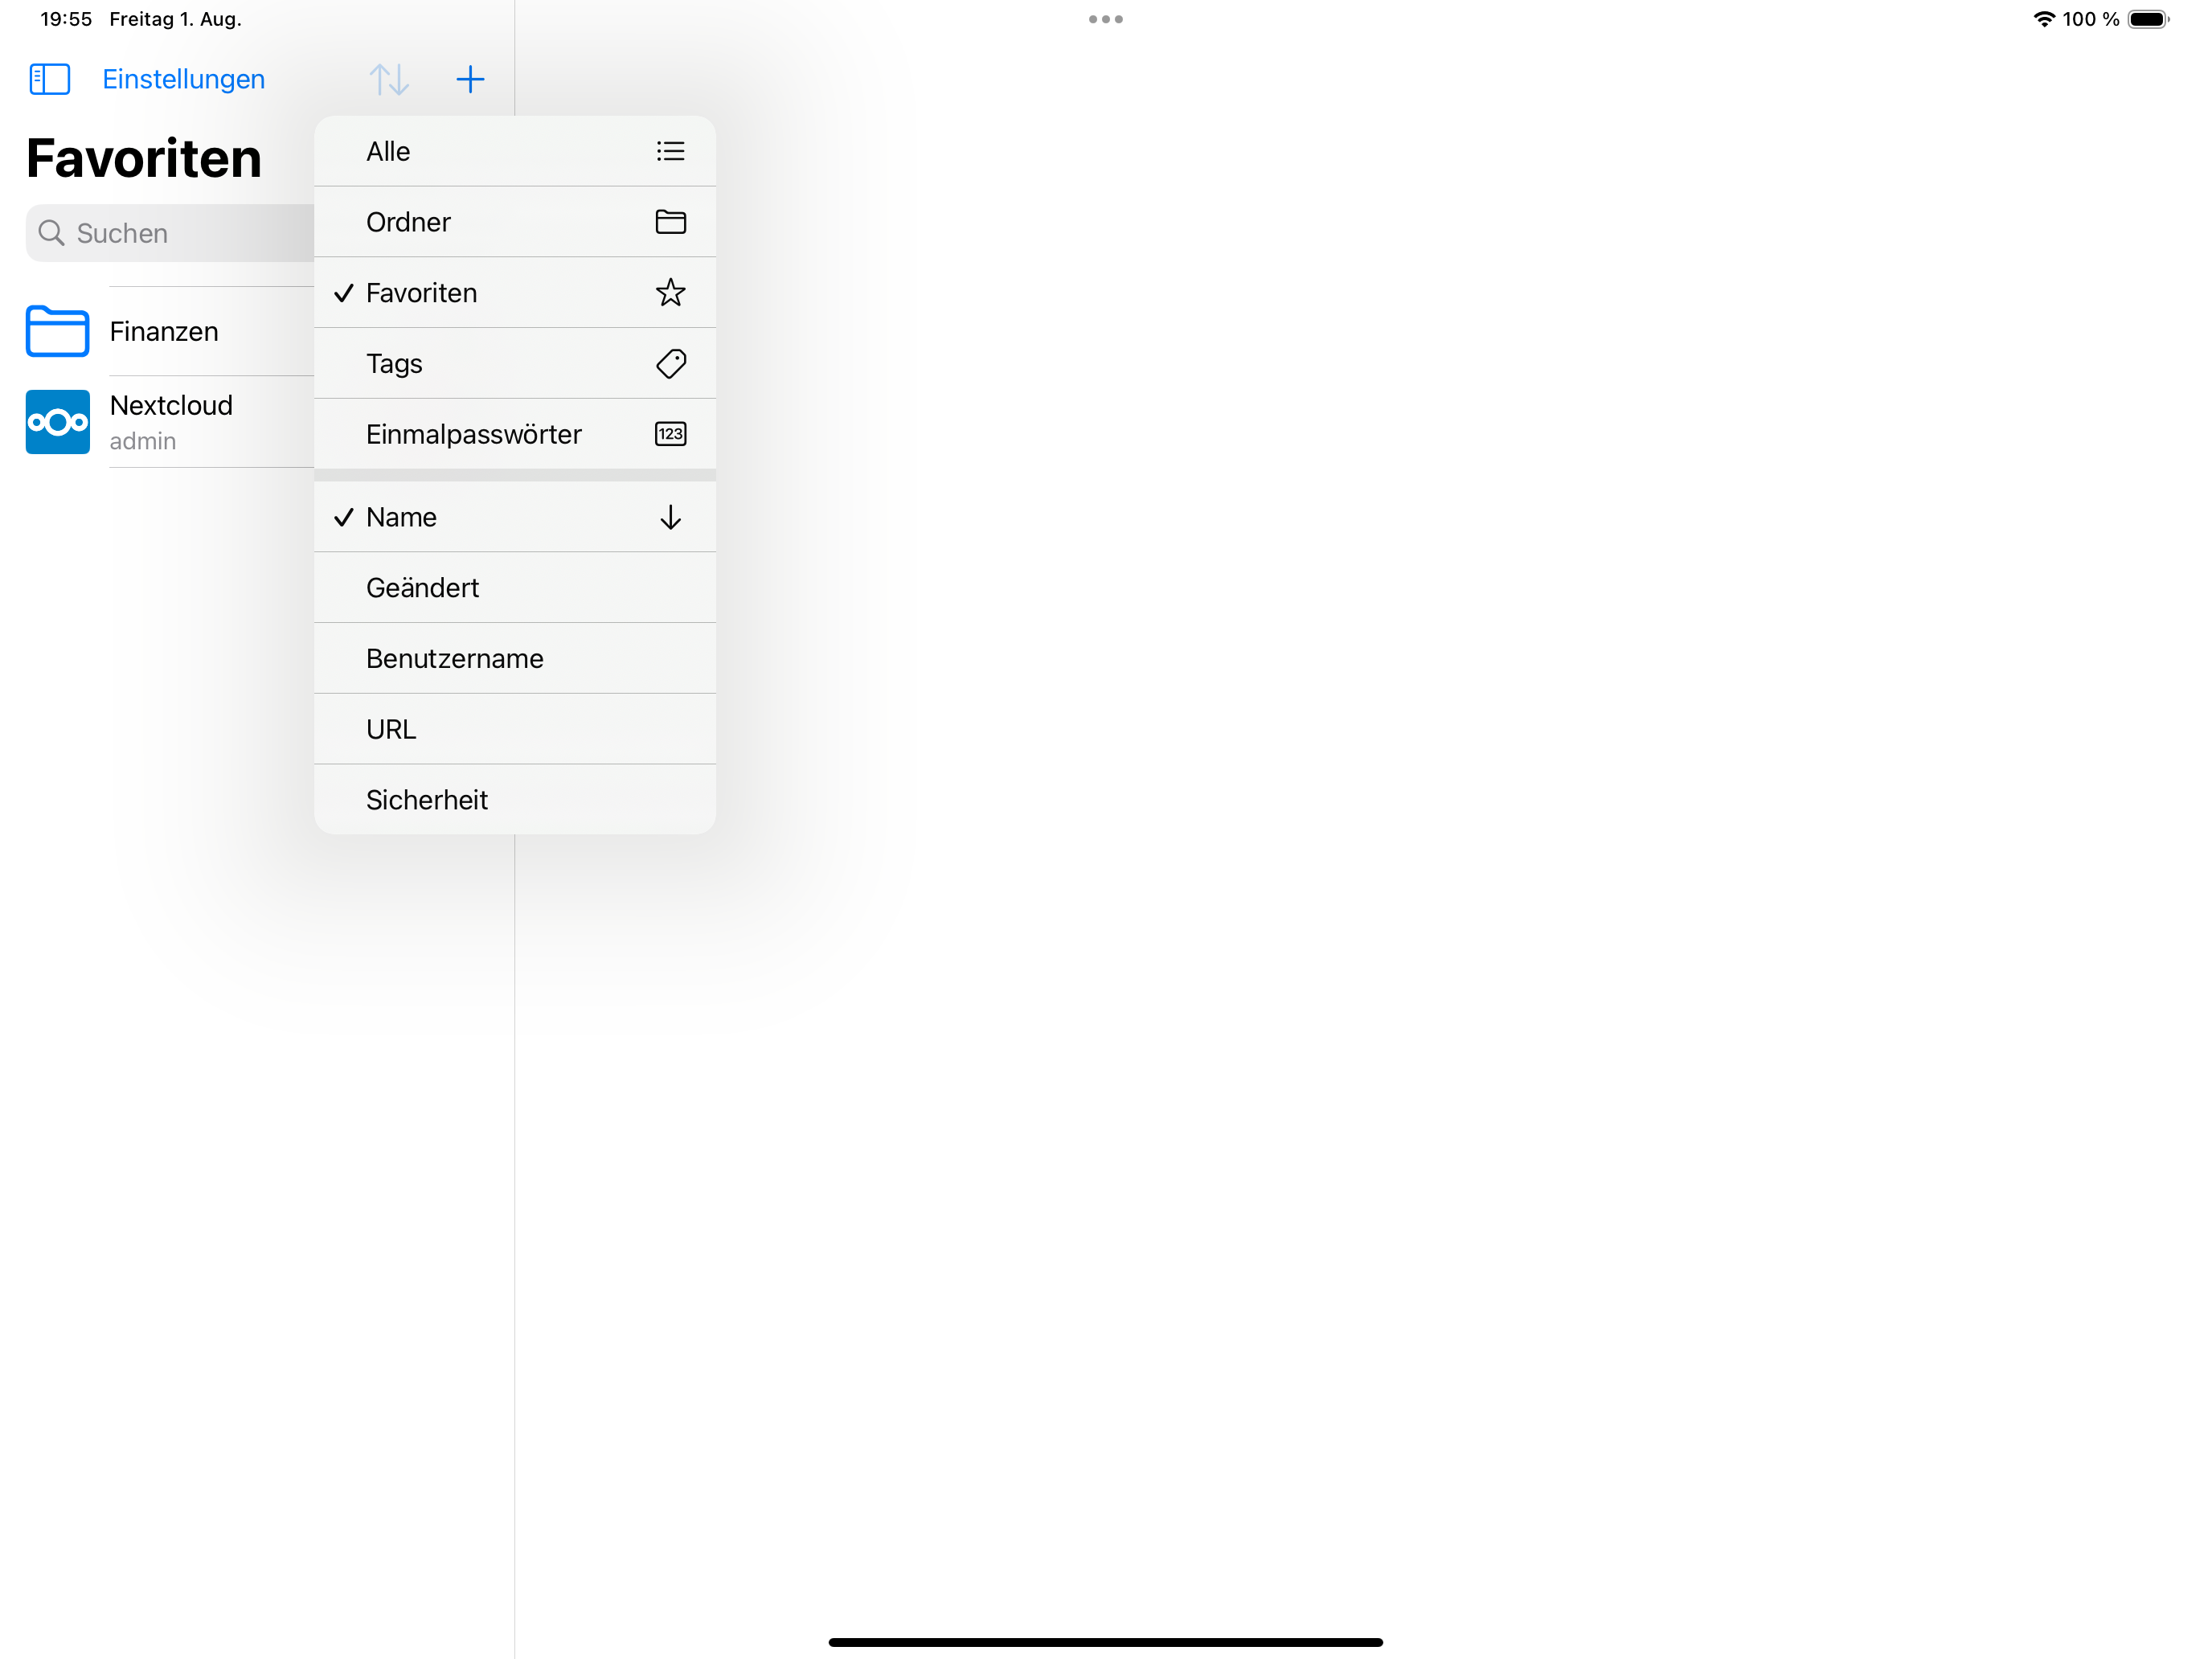 19:55 Freitag 1. Aug.
100 %
Einstellungen
Favoriten
Suchen
Finanzen
Nextcloud
admin
Alle
Ordner
Favoriten
Tags
Einmalpasswörter
123
Name
Geändert
Benutzername
URL
Sicherheit